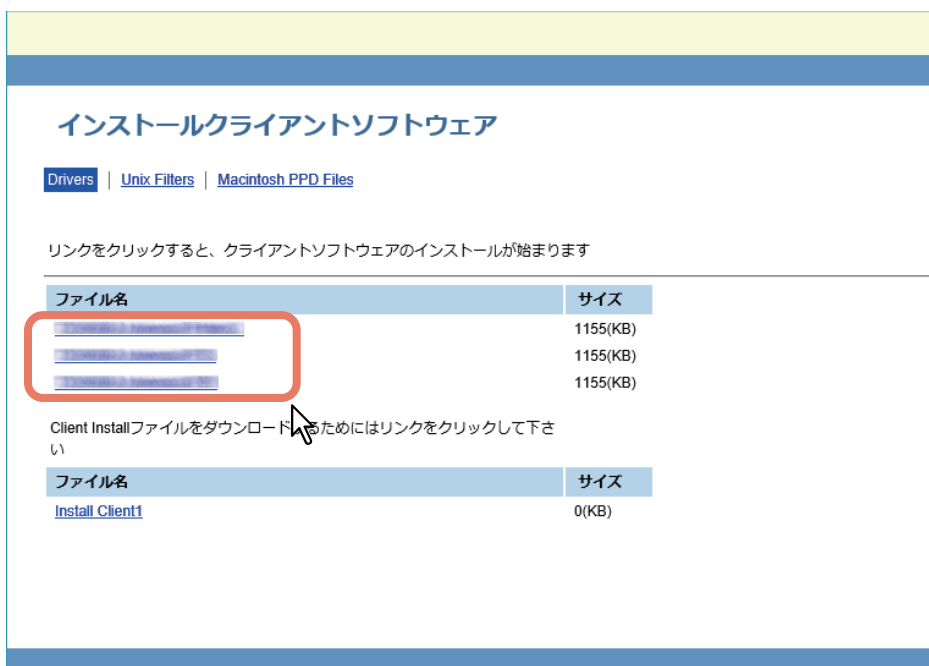 インストールクライアントソフトウェア
Drivers | Unix Filters | Macintosh PPD Files
リンクをクリックすると、クライアントソフトウェアのインストールが始まります
ファイル名 サイズ
1155(KB)
1155(KB)
1155(KB)
Client Installファイルをダウンロードするためにはリンクをクリックして下さ
い
ファイル名 サイズ
Install Client1 0(KB)